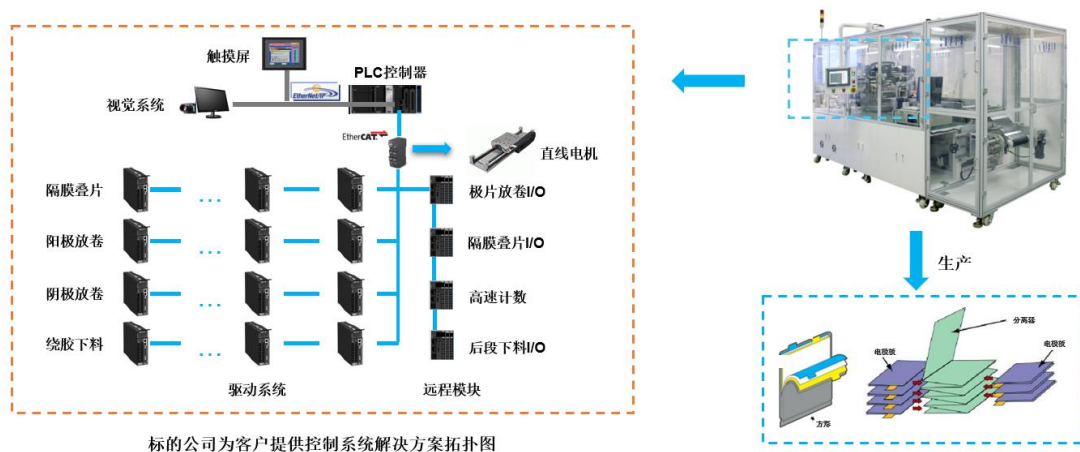 触摸屏
PLC控制器
EtherNet/IP
视觉系统
EtherCAT
直线电机
隔膜叠片
...
极片放卷I/O
阳极放卷
...
隔膜叠片I/O
阴极放卷
...
高速计数
绕胶下料
...
后段下料I/O
驱动系统
远程模块
标的公司为客户提供控制系统解决方案拓扑图
生产
分离器
电极板
电极板
方形